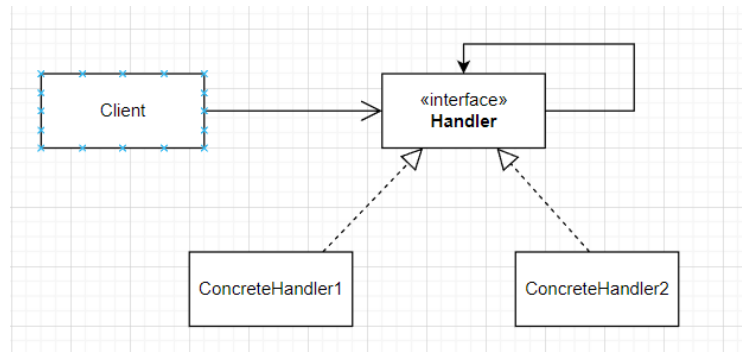 Client
«interface»
Handler
ConcreteHandler1
ConcreteHandler2